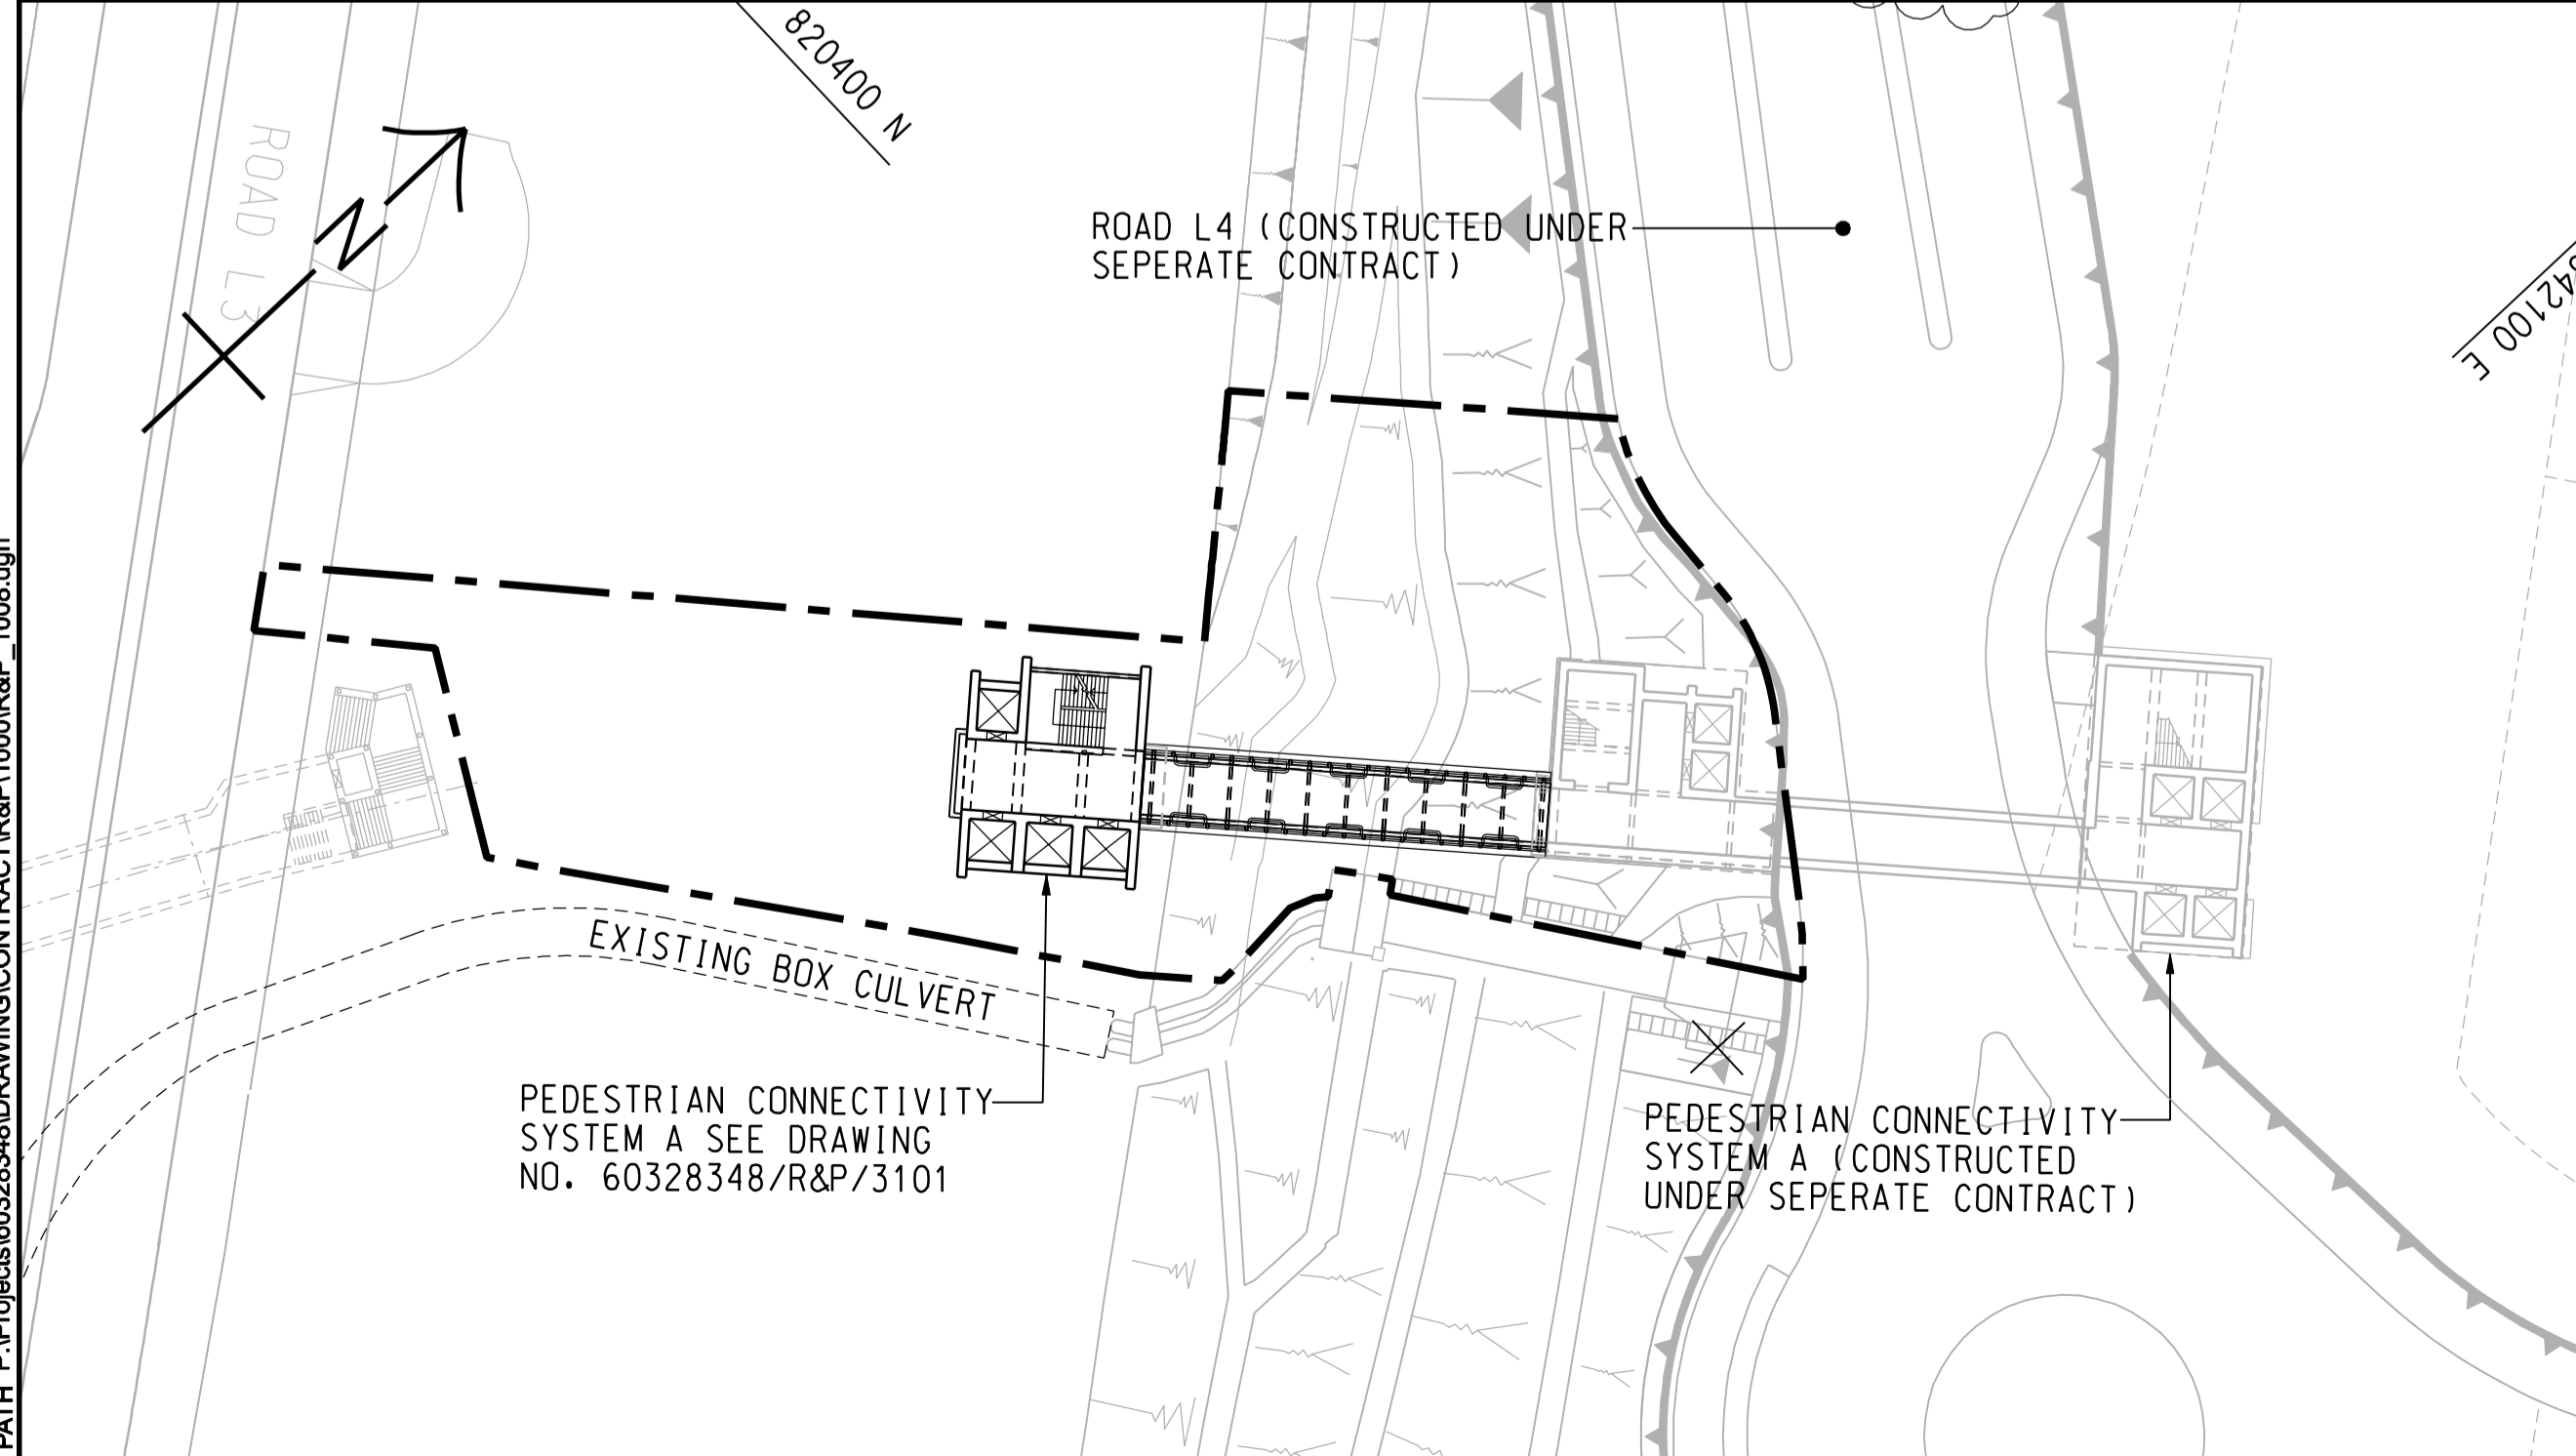 820400 N
ROAD L3
N
ROAD L4 (CONSTRUCTED UNDER
SEPERATE CONTRACT)
EXISTING BOX CULVERT
PEDESTRIAN CONNECTIVITY
SYSTEM A SEE DRAWING
NO. 60328348/R&P/3101
PEDESTRIAN CONNECTIVITY
SYSTEM A (CONSTRUCTED
UNDER SEPERATE CONTRACT)
42100 E